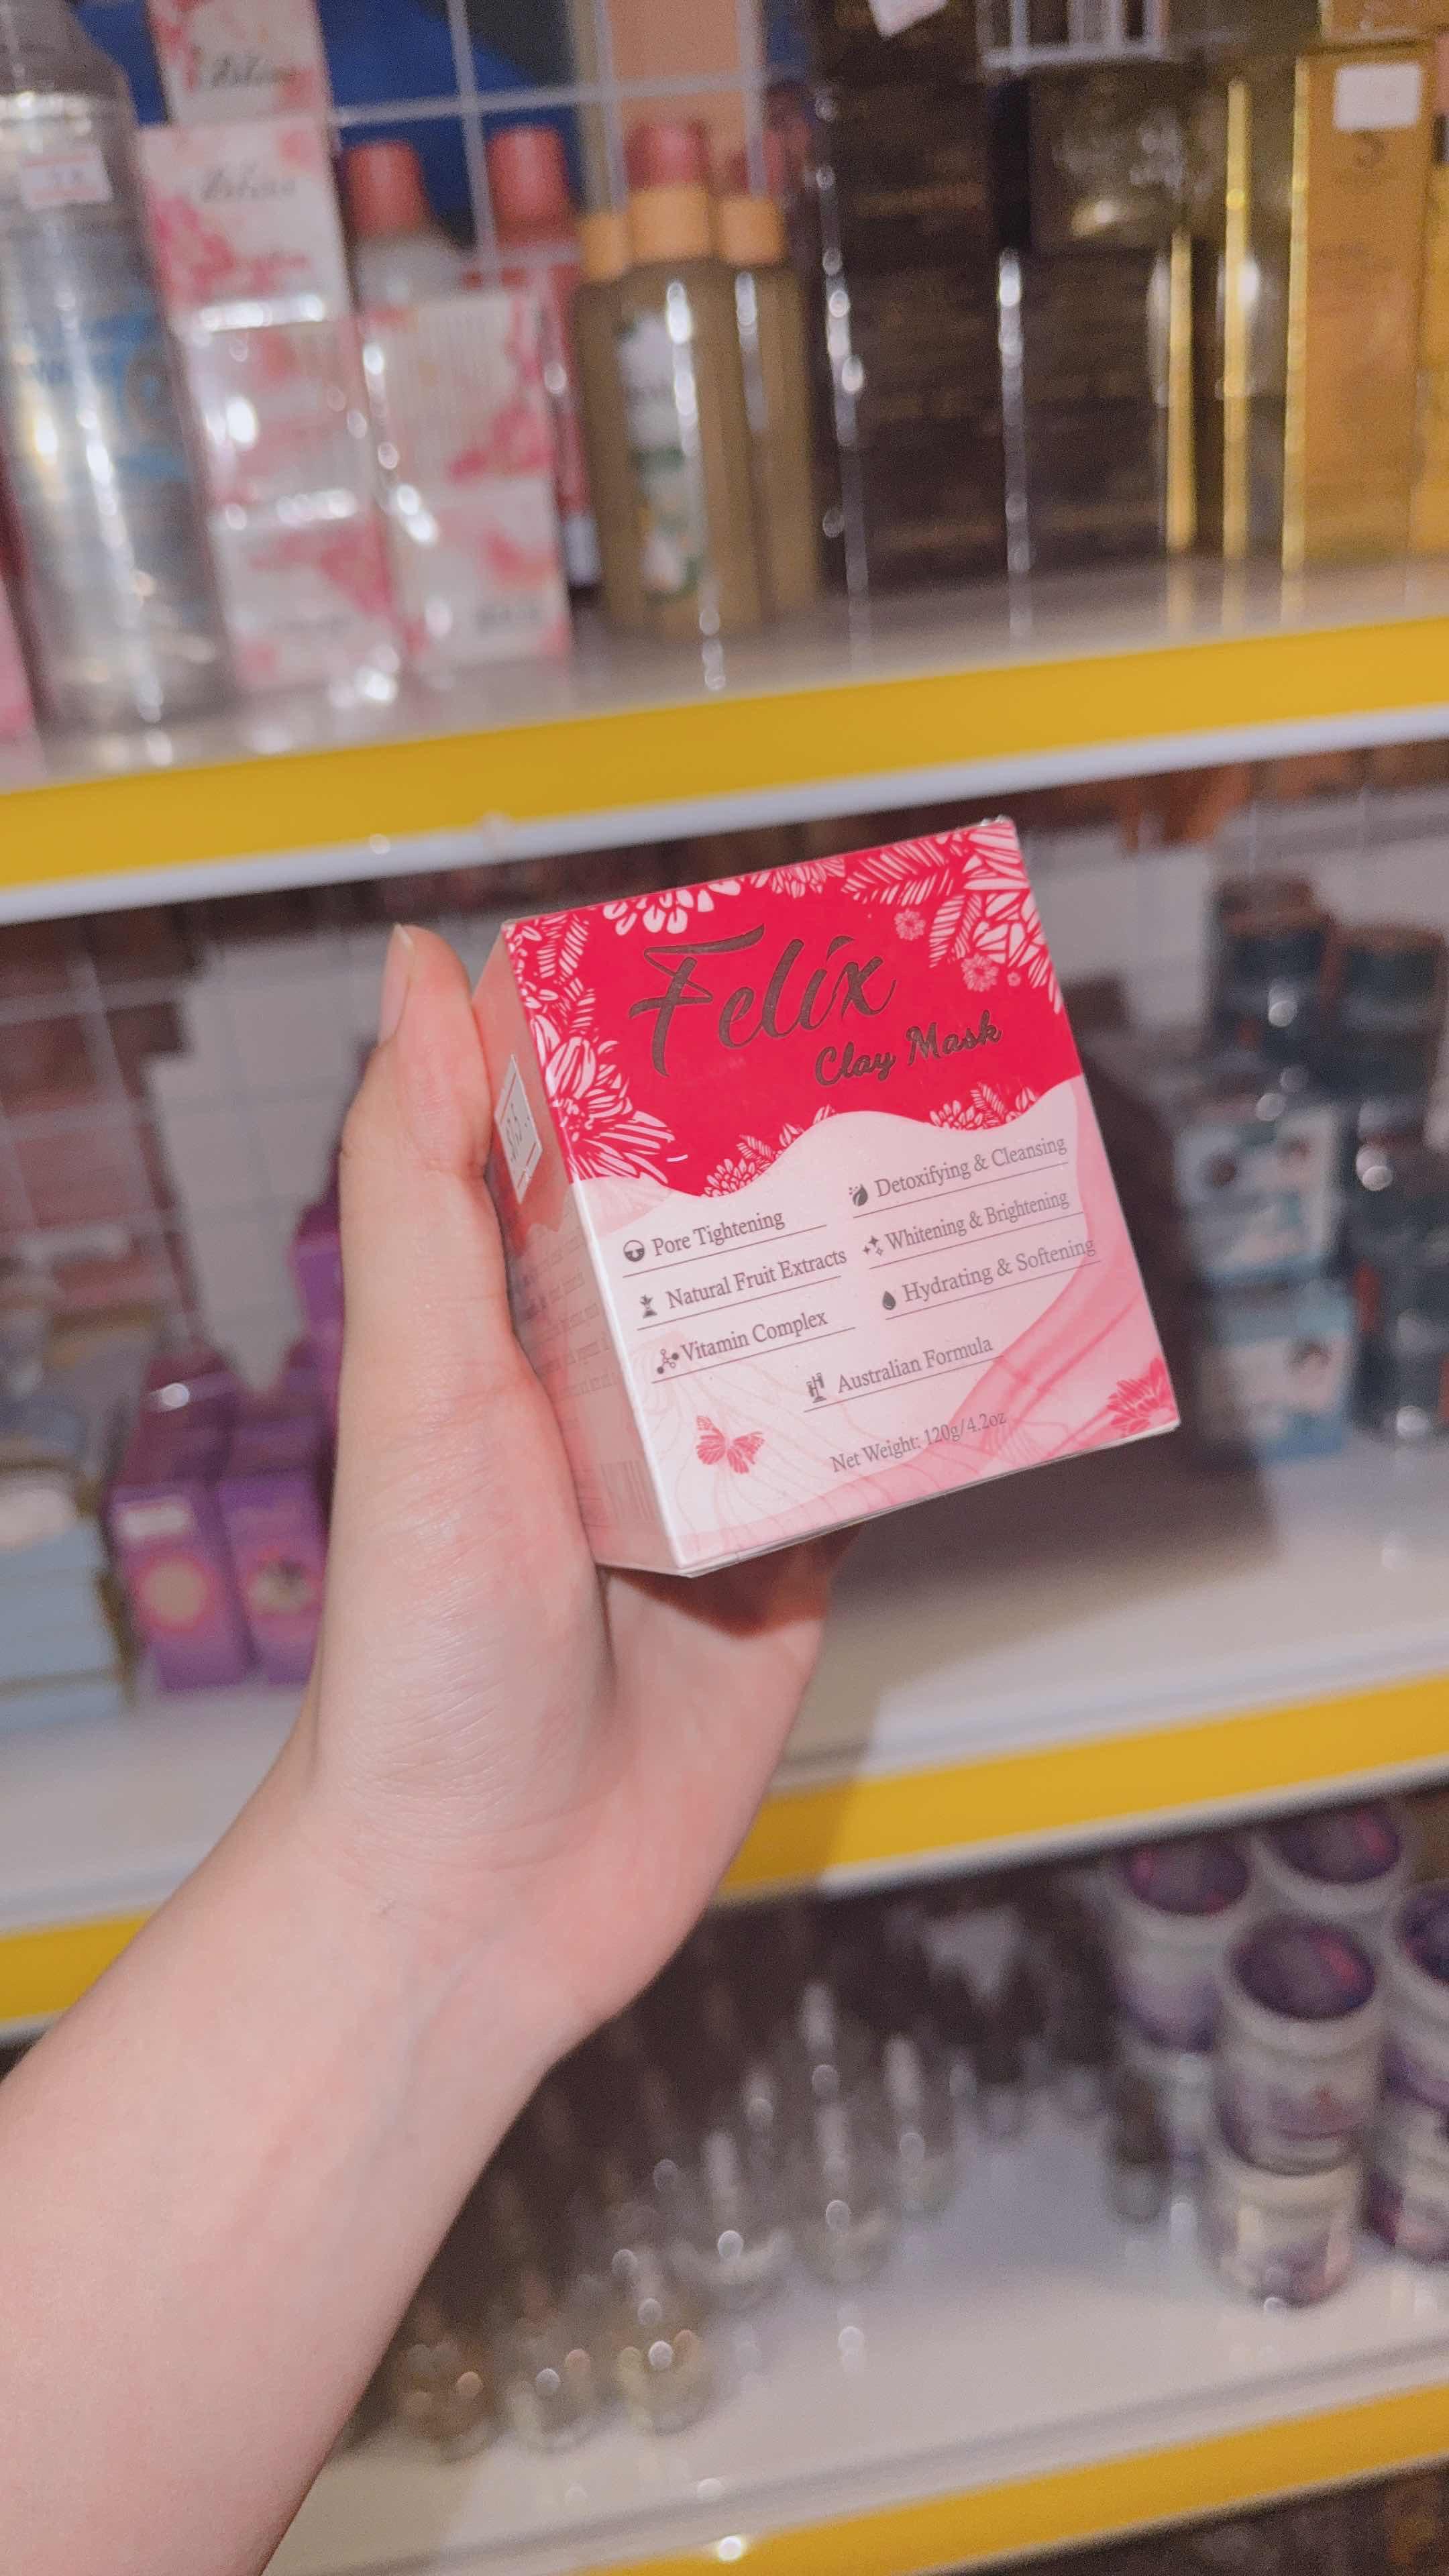 Felix
Clay Mask
Pore Tightening
Natural Fruit Extracts
Vitamin Complex
Detoxifying & Cleansing
Whitening & Brightening
Hydrating & Softening
Australian Formula
Net Weight: 120g/4.2oz